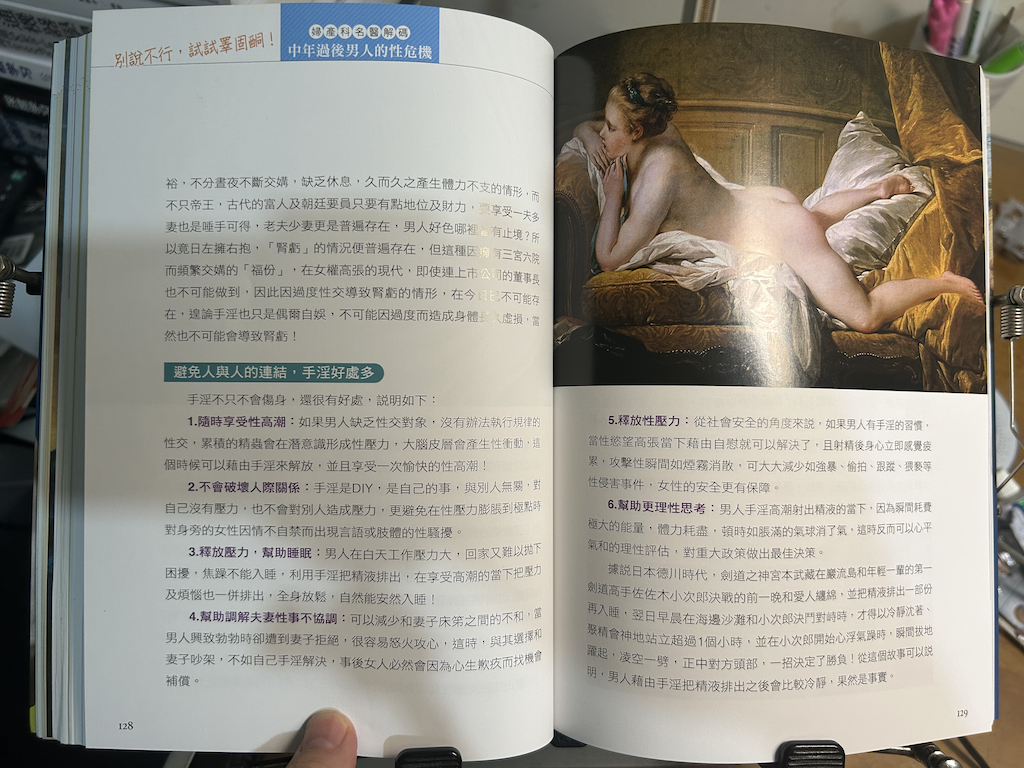 別說不行，試試睪固酮！
婦產科名醫解碼
中年過後男人的性危機
裕，不分晝夜不斷交媾，缺乏休息，久而久之產生體力不支的情形，而
不只帝王，古代的富人及朝廷要員只要有點地位及財力，要享受一夫多
妻也是唾手可得，老夫少妻更是普遍存在，男人好色哪裡會有止境？所
以竟日左擁右抱，「腎虧」的情況便普遍存在，但這種因擁有三宮六院
而頻繁交媾的「福份」，在女權高張的現代，即使連上市公司的董事長
也不可能做到，因此因過度性交導致腎虧的情形，在今日已不可能存
在，遑論手淫也只是偶爾自娛，不可能因過度而造成身體長久虛損，當
然也不可能會導致腎虧！
避免人與人的連結，手淫好處多
手淫不只不會傷身，還很有好處，說明如下：
1.隨時享受性高潮：如果男人缺乏性交對象，沒有辦法執行規律的
性交，累積的精蟲會在潛意識形成性壓力，大腦皮層會產生性衝動，這
個時候可以藉由手淫來解放，並且享受一次愉快的性高潮！
2.不會破壞人際關係：手淫是DIY，是自己的事，與別人無關，對
自己沒有壓力，也不會對別人造成壓力，更避免在性壓力膨脹到極點時
對身旁的女性因情不自禁而出現言語或肢體的性騷擾。
3.釋放壓力，幫助睡眠：男人在白天工作壓力大，回家又難以拋下
困擾，焦躁不能入睡，利用手淫把精液排出，在享受高潮的當下把壓力
及煩惱也一併排出，全身放鬆，自然能安然入睡！
4.幫助調解夫妻性事不協調：可以減少和妻子床笫之間的不和，當
男人興致勃勃時卻遭到妻子拒絕，很容易怒火攻心，這時，與其選擇和
妻子吵架，不如自己手淫解決，事後女人必然會因為心生歉疚而找機會
補償。
128
5.釋放性壓力：從社會安全的角度來說，如果男人有手淫的習慣，
當性慾望高張當下藉由自慰就可以解決了，且射精後身心立即感覺疲
累，攻擊性瞬間如煙霧消散，可大大減少如強暴、偷拍、跟蹤、猥褻等
性侵害事件，女性的安全更有保障。
6.幫助更理性思考：男人手淫高潮射出精液的當下，因為瞬間耗費
極大的能量，體力耗盡，頓時如脹滿的氣球消了氣，這時反而可以心平
氣和的理性評估，對重大政策做出最佳決策。
據說日本德川時代，劍道之神宮本武藏在巖流島和年輕一輩的第一
劍道高手佐佐木小次郎決戰的前一晚和愛人纏綿，並把精液排出一部份
再入睡，翌日早晨在海邊沙灘和小次郎決鬥對峙時，才得以冷靜沈著、
聚精會神地站立超過1個小時，並在小次郎開始心浮氣躁時，瞬間拔地
躍起，凌空一劈，正中對方頭部，一招決定了勝負！從這個故事可以說
明，男人藉由手淫把精液排出之後會比較冷靜，果然是事實。
129